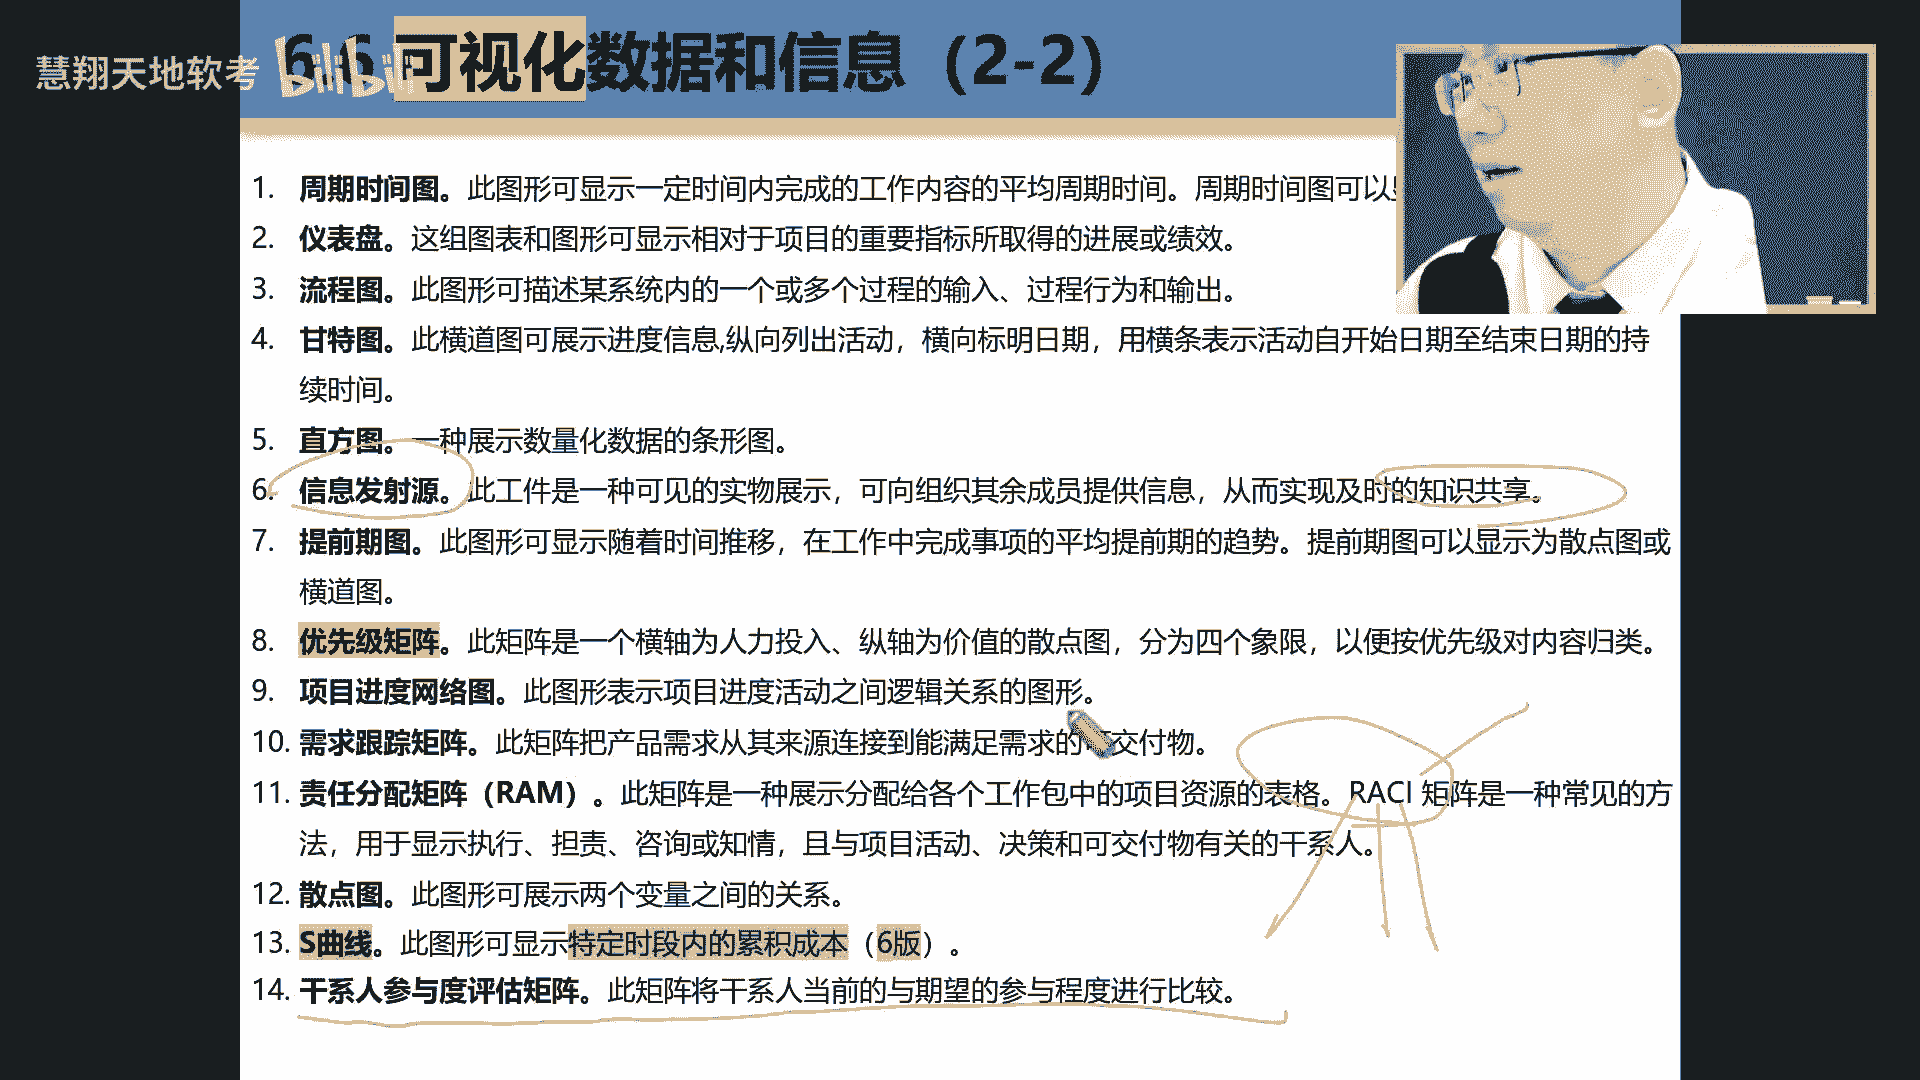 慧翔天地软考 bilibili
6.6 可视化数据和信息（2-2）
1. 周期时间图。此图形可显示一定时间内完成的工作内容的平均周期时间。周期时间图可以
2. 仪表盘。这组图表和图形可显示相对于项目的重要指标所取得的进展或绩效。
3. 流程图。此图形可描述某系统内的一个或多个过程的输入、过程行为和输出。
4. 甘特图。此横道图可展示进度信息,纵向列出活动，横向标明日期，用横条表示活动自开始日期至结束日期的持
续时间。
5. 直方图。一种展示数量化数据的条形图。
6. 信息发射源。此工件是一种可见的实物展示，可向组织其余成员提供信息，从而实现及时的知识共享。
7. 提前期图。此图形可显示随着时间推移，在工作中完成事项的平均提前期的趋势。提前期图可以显示为散点图或
横道图。
8. 优先级矩阵。此矩阵是一个横轴为人力投入、纵轴为价值的散点图，分为四个象限，以便按优先级对内容归类。
9. 项目进度网络图。此图形表示项目进度活动之间逻辑关系的图形。
10. 需求跟踪矩阵。此矩阵把产品需求从其来源连接到能满足需求的可交付物。
11. 责任分配矩阵（RAM）。此矩阵是一种展示分配给各个工作包中的项目资源的表格。RACI 矩阵是一种常见的方
法，用于显示执行、担责、咨询或知情，且与项目活动、决策和可交付物有关的干系人。
12. 散点图。此图形可展示两个变量之间的关系。
13. S曲线。此图形可显示特定时段内的累积成本（6版）。
14. 干系人参与度评估矩阵。此矩阵将干系人当前的与期望的参与程度进行比较。